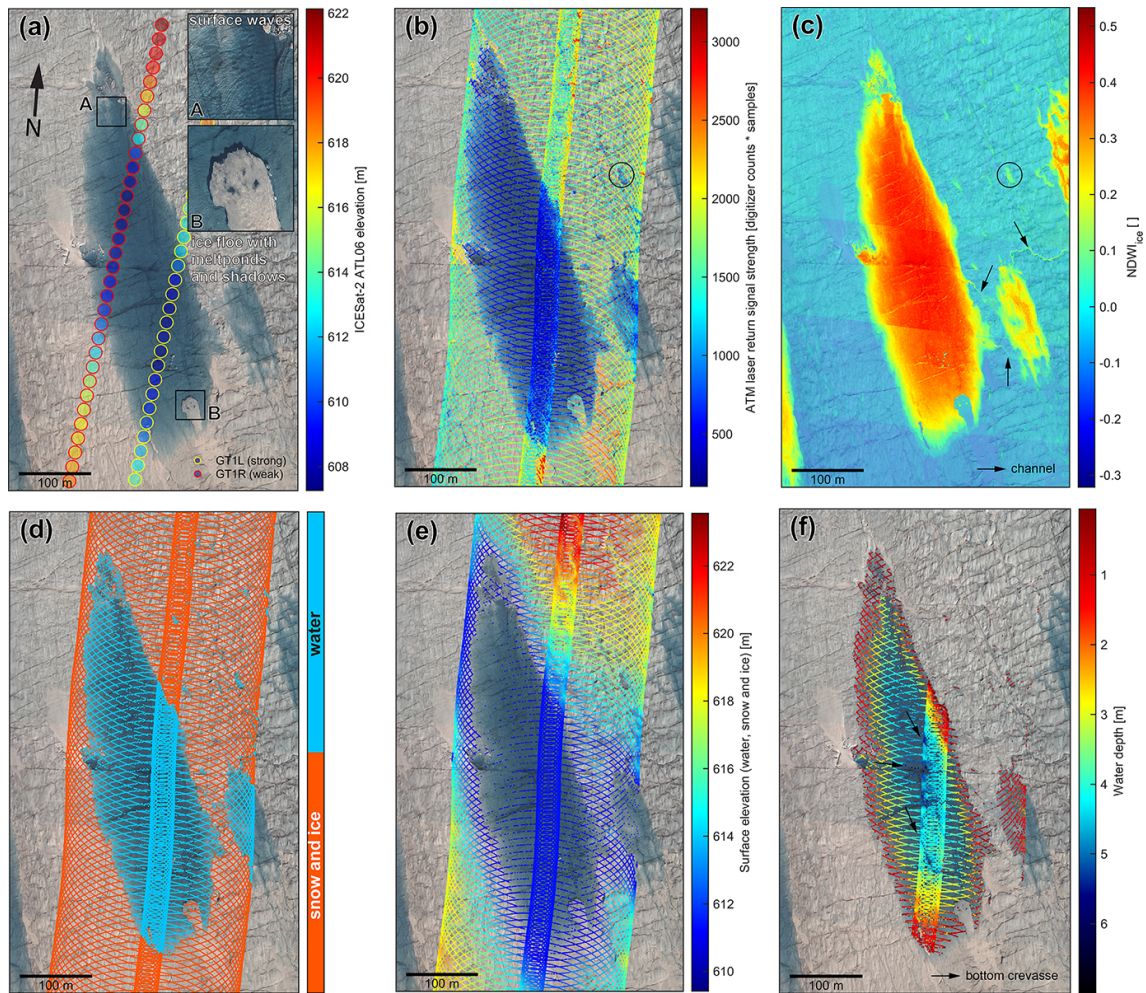 (a)
surface waves
A
A
N
B
ice floe with
meltponds
and shadows
B
GT1L (strong)
GT1R (weak)
100 m
622
620
618
616
614
612
610
608
ICESat-2 ATL06 elevation [m]
(b)
100 m
3000
2500
2000
1500
1000
500
ATM laser return signal strength [digitizer counts * samples]
(c)
100 m
channel
0.5
0.4
0.3
0.2
0.1
0.0
-0.1
-0.2
-0.3
NDWIice [ ]
(d)
100 m
water
snow and ice
(e)
100 m
622
620
618
616
614
612
610
Surface elevation (water, snow and ice) [m]
(f)
100 m
bottom crevasse
1
2
3
4
5
6
Water depth [m]